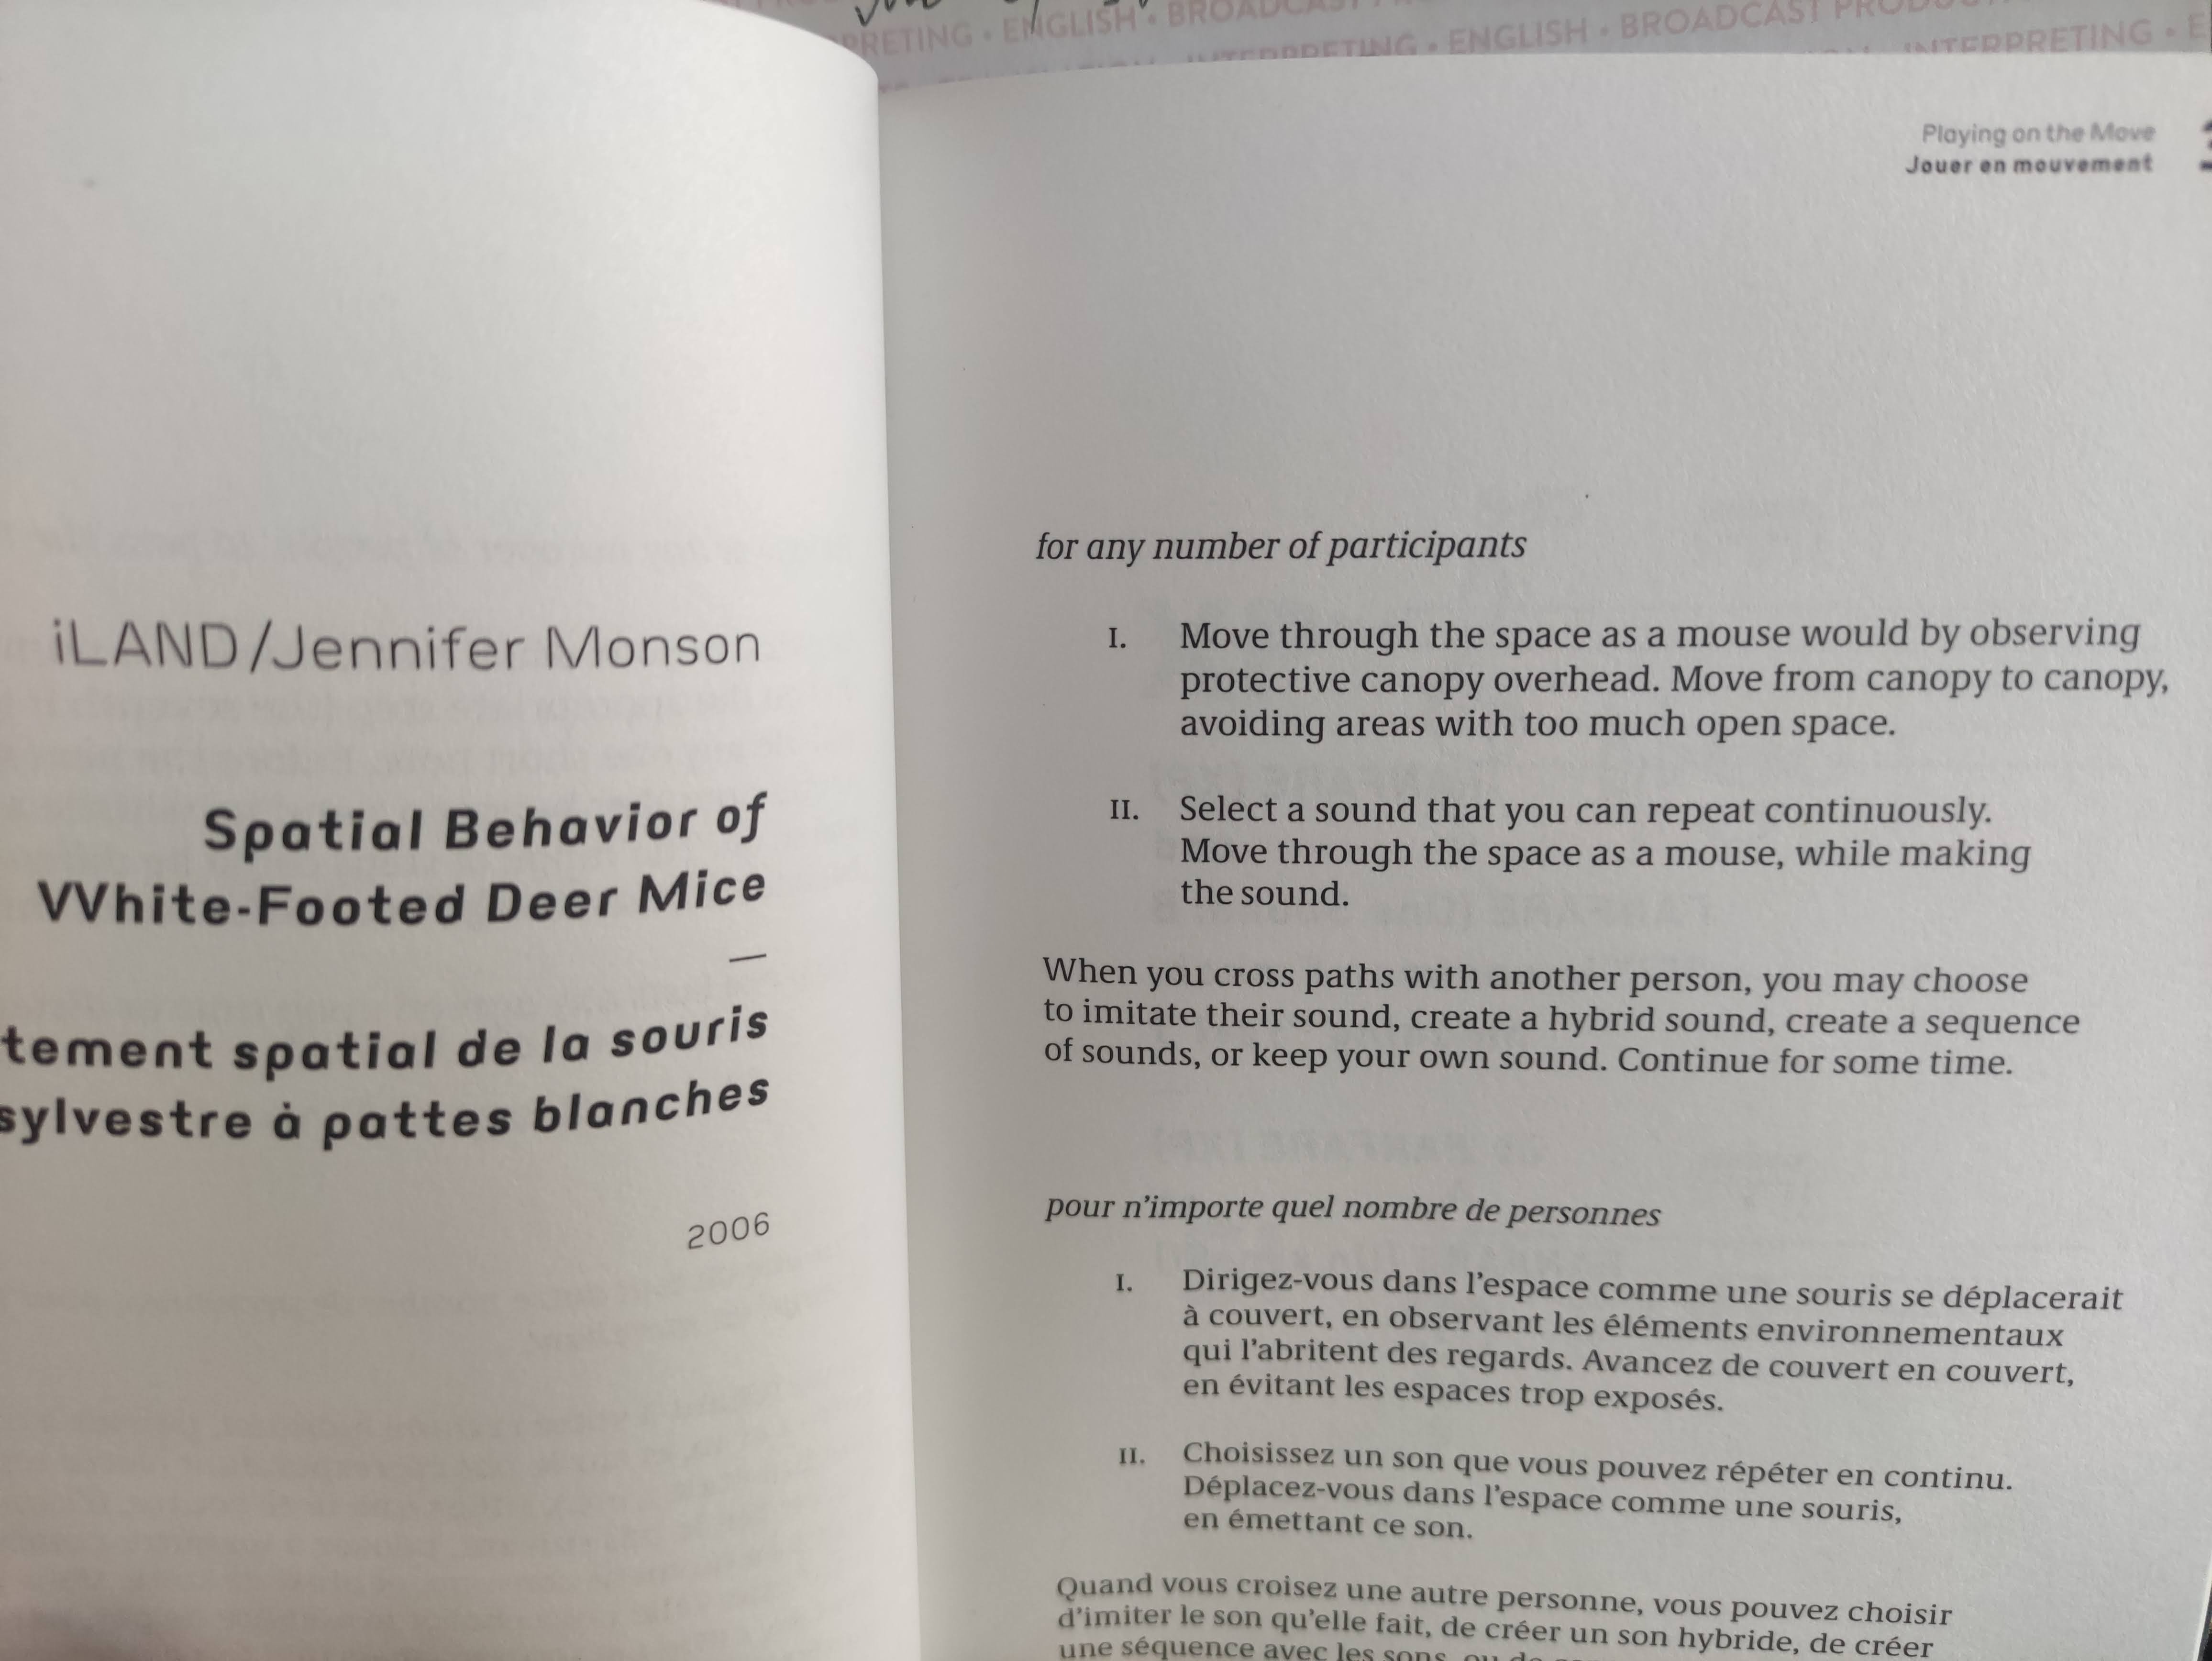 PRETING • ENGLISH • BROADCAST
INTERPRETING • ENGLISH • BROADCAST
INTERPRETING •
iLAND/Jennifer Monson
Spatial Behavior of
White-Footed Deer Mice
—
tement spatial de la souris
sylvestre à pattes blanches
2006
Playing on the Move
Jouer en mouvement
for any number of participants
I. Move through the space as a mouse would by observing
protective canopy overhead. Move from canopy to canopy,
avoiding areas with too much open space.
II. Select a sound that you can repeat continuously.
Move through the space as a mouse, while making
the sound.
When you cross paths with another person, you may choose
to imitate their sound, create a hybrid sound, create a sequence
of sounds, or keep your own sound. Continue for some time.
pour n'importe quel nombre de personnes
I. Dirigez-vous dans l'espace comme une souris se déplacerait
à couvert, en observant les éléments environnementaux
qui l'abritent des regards. Avancez de couvert en couvert,
en évitant les espaces trop exposés.
II. Choisissez un son que vous pouvez répéter en continu.
Déplacez-vous dans l'espace comme une souris,
en émettant ce son.
Quand vous croisez une autre personne, vous pouvez choisir
d'imiter le son qu'elle fait, de créer un son hybride, de créer
une séquence avec les sons, ou de